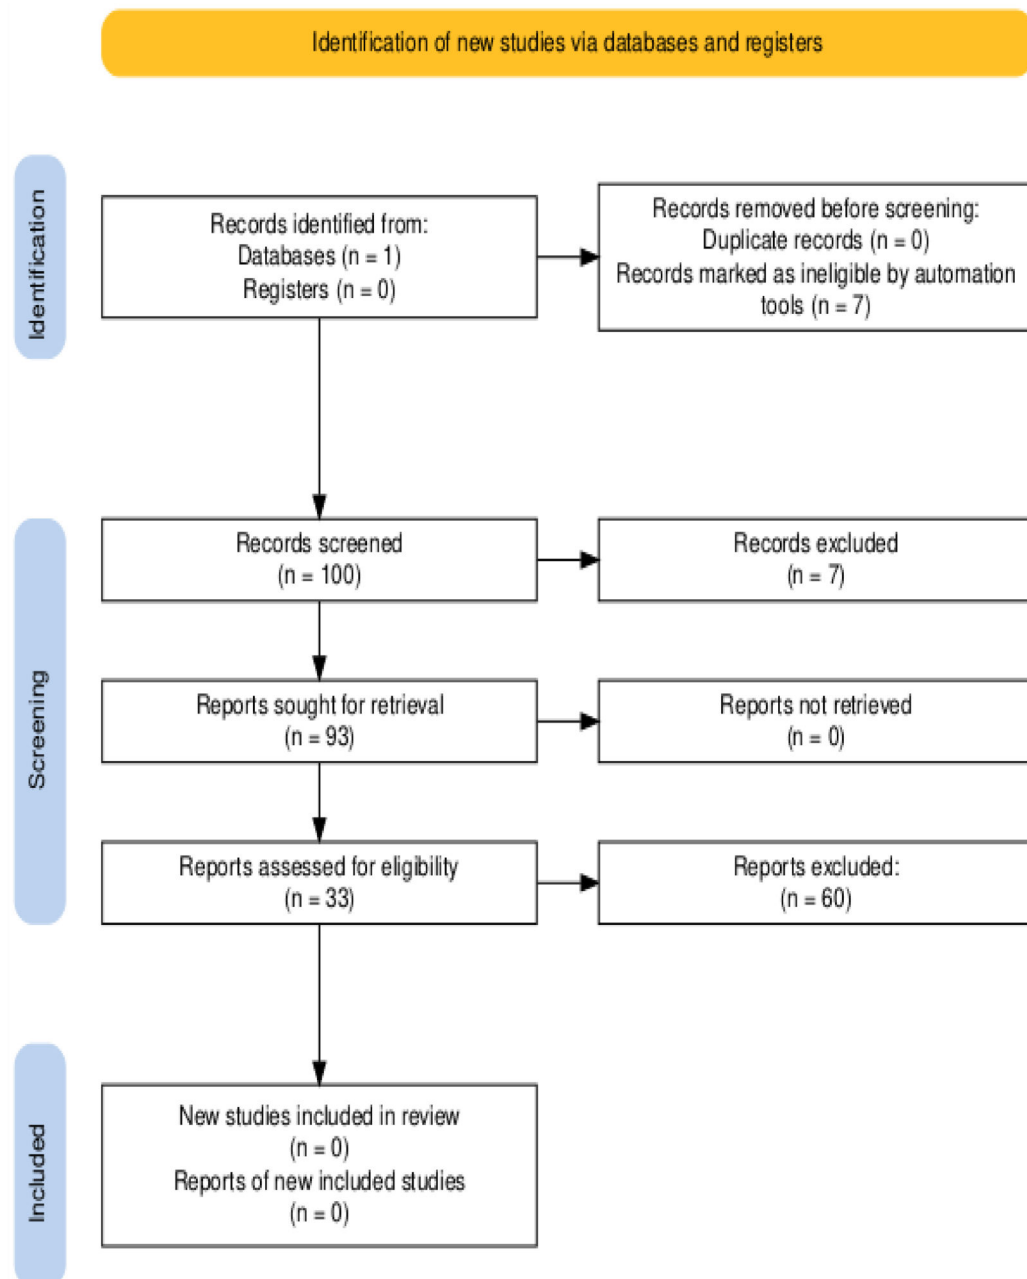 Identification of new studies via databases and registers
Identification
Records identified from:
Databases (n = 1)
Registers (n = 0)
Records removed before screening:
Duplicate records (n = 0)
Records marked as ineligible by automation
tools (n = 7)
Screening
Records screened
(n = 100)
Records excluded
(n = 7)
Reports sought for retrieval
(n = 93)
Reports not retrieved
(n = 0)
Reports assessed for eligibility
(n = 33)
Reports excluded:
(n = 60)
Included
New studies included in review
(n = 0)
Reports of new included studies
(n = 0)